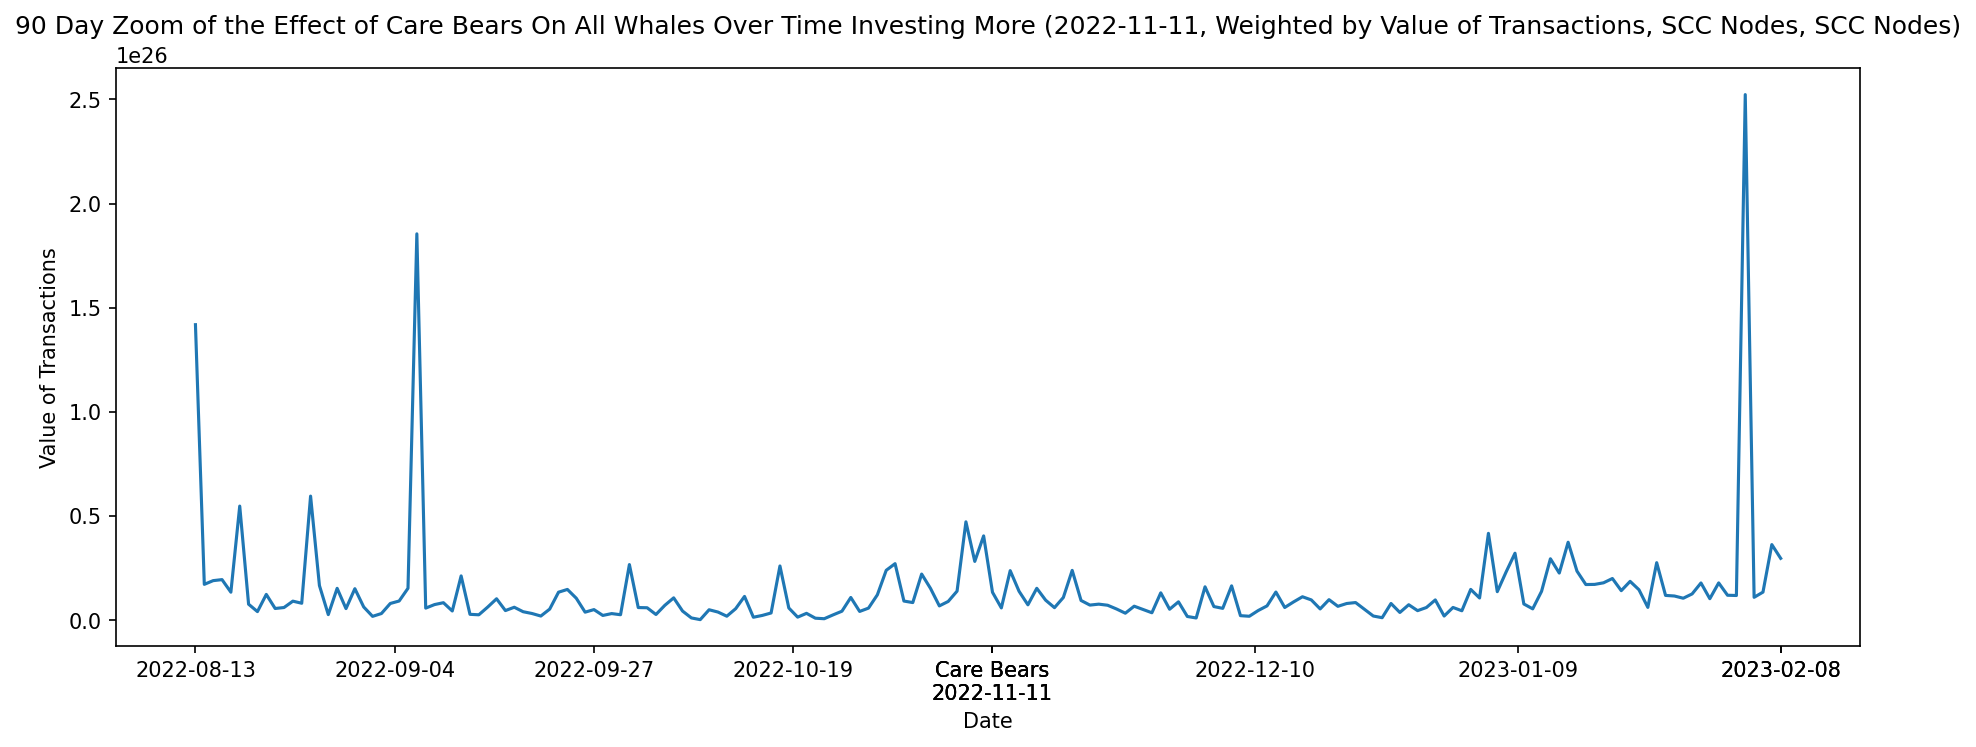 90 Day Zoom of the Effect of Care Bears On All Whales Over Time Investing More (2022-11-11, Weighted by Value of Transactions, SCC Nodes, SCC Nodes)
1e26
2.5
2.0
1.5
1.0
0.5
0.0
Value of Transactions
2022-08-13 2022-09-04 2022-09-27 2022-10-19 Care Bears 2022-12-10 2023-01-09 2023-02-08
2022-11-11
Date